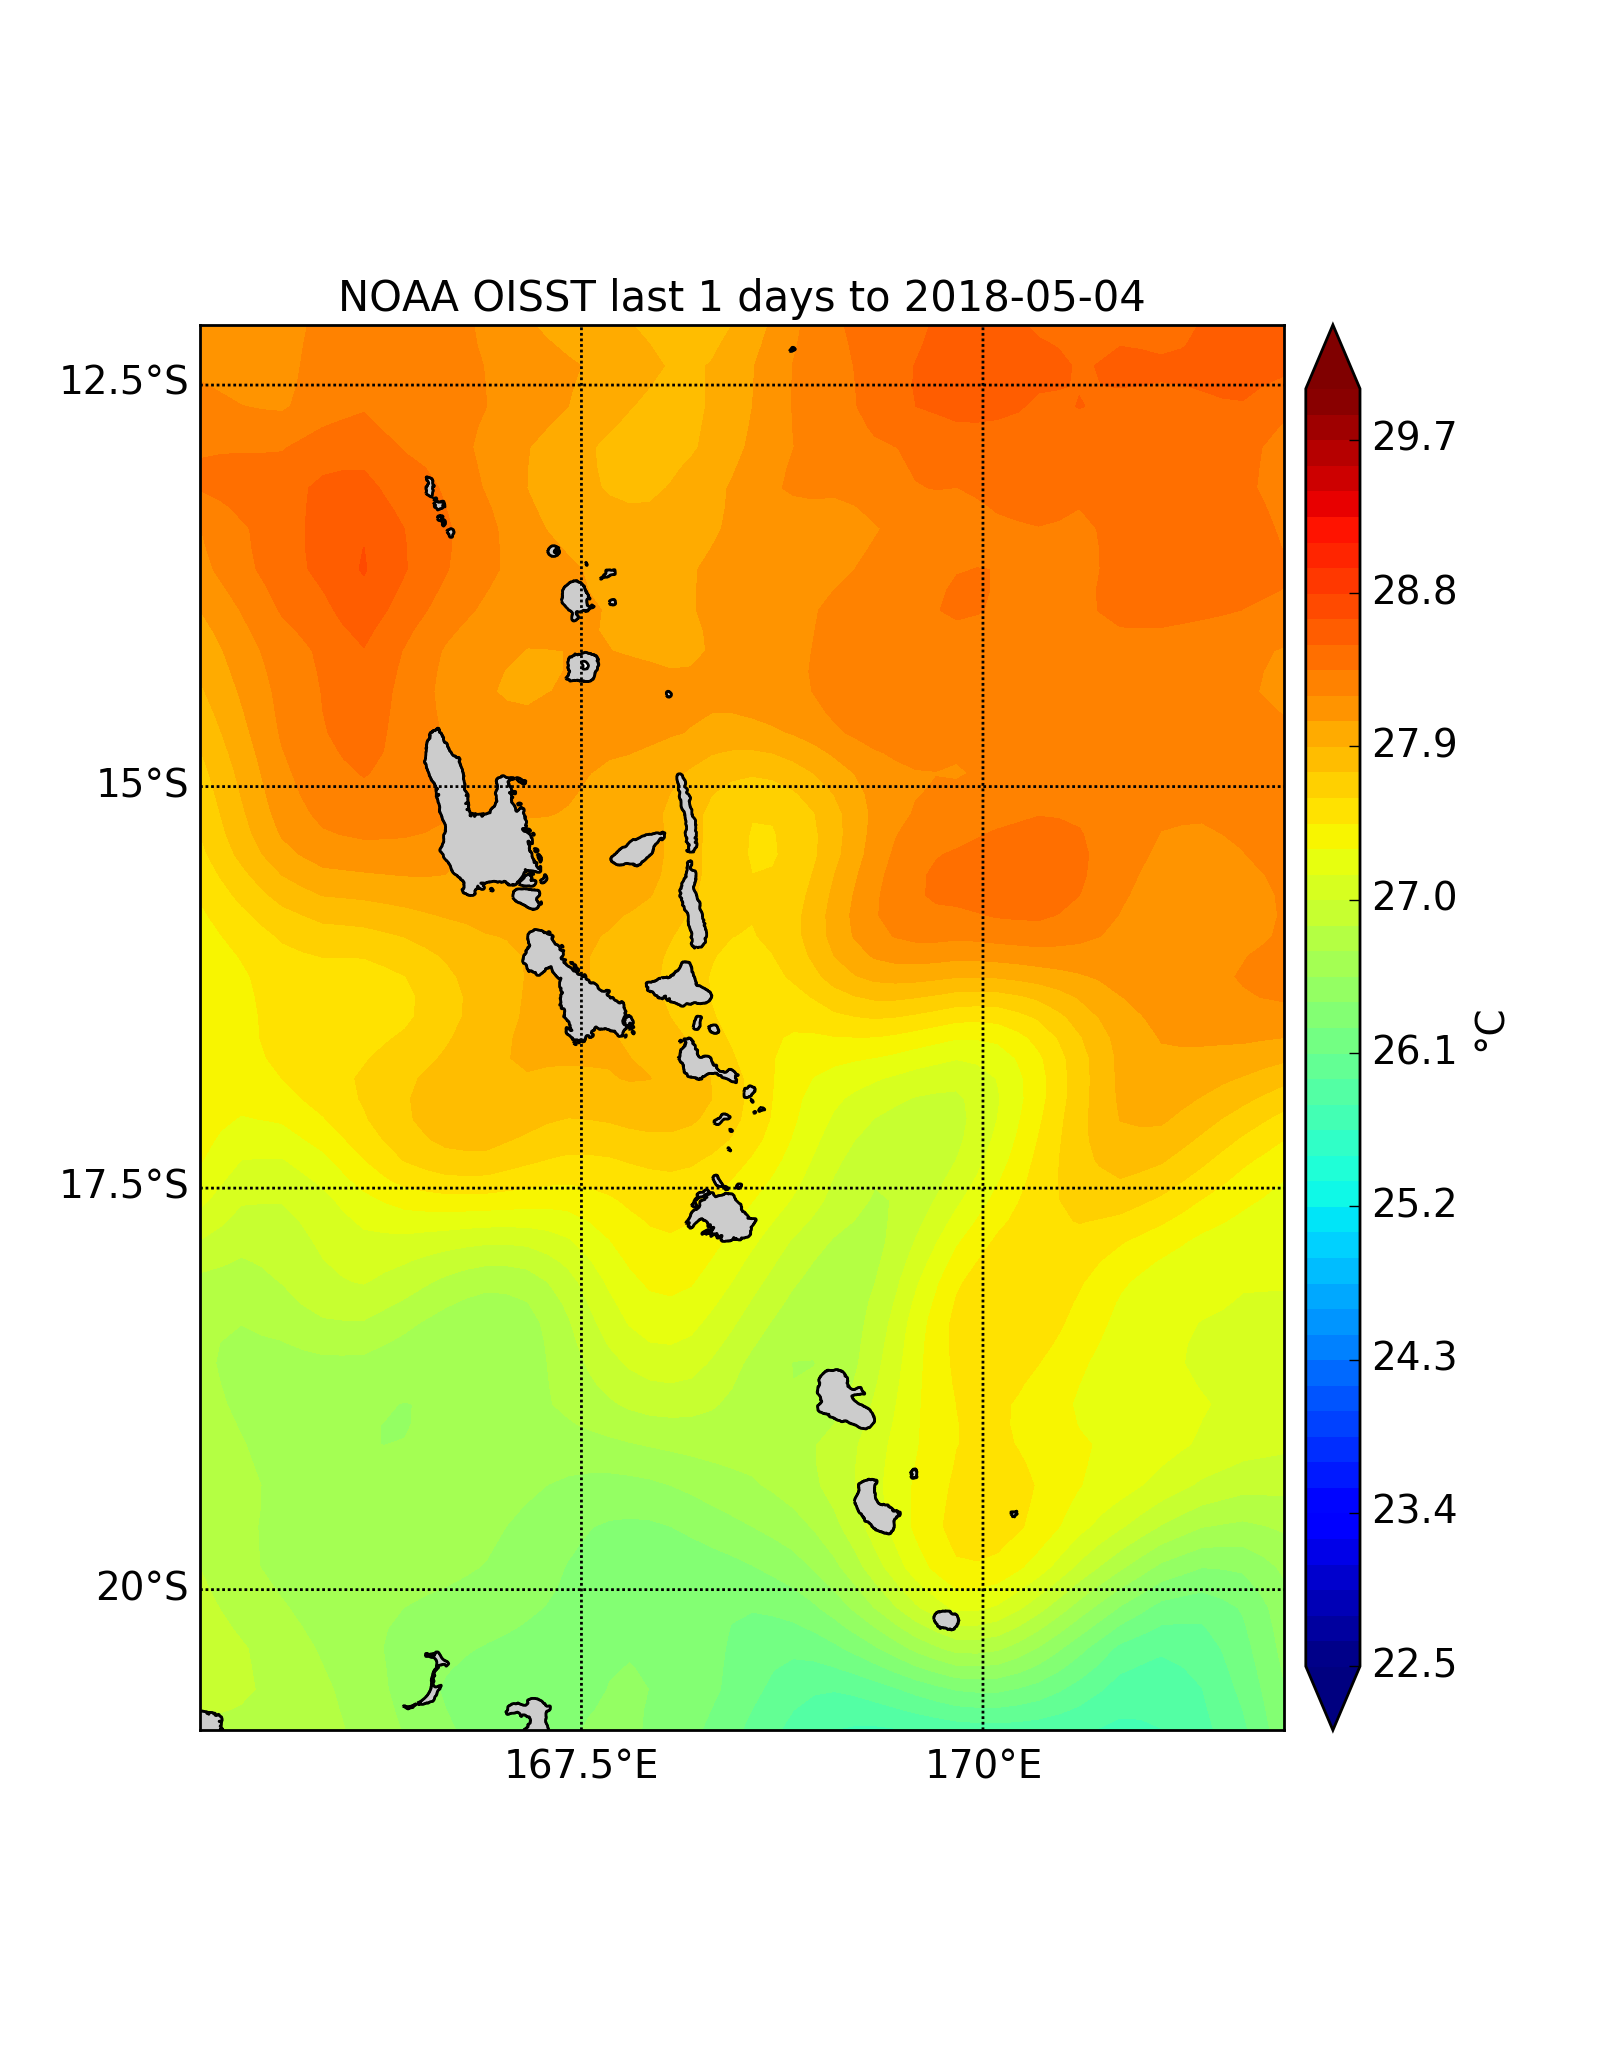 NOAA OISST last 1 days to 2018-05-04
12.5°S
15°S
17.5°S
20°S
167.5°E
170°E
29.7
28.8
27.9
27.0
26.1
25.2
24.3
23.4
22.5
°C